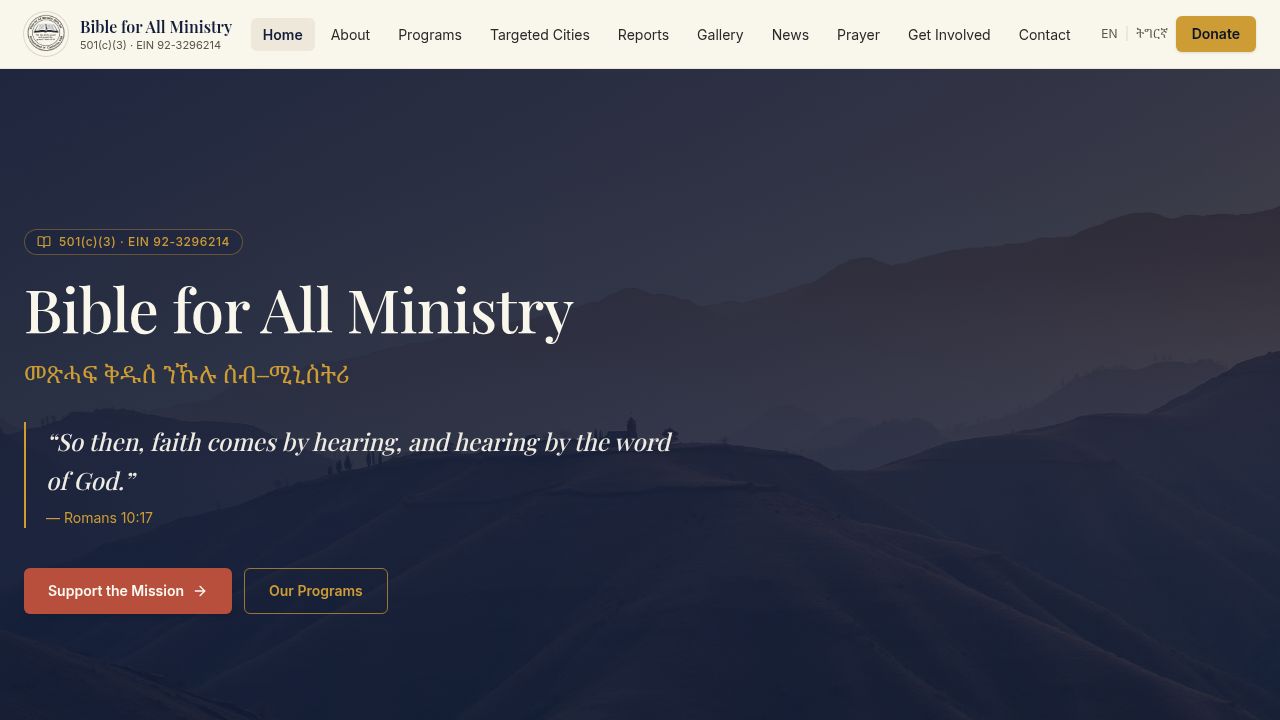 Bible for All Ministry
501(c)(3) · EIN 92-3296214
Home
About
Programs
Targeted Cities
Reports
Gallery
News
Prayer
Get Involved
Contact
EN
ትግርኛ
Donate
501(c)(3) · EIN 92-3296214
Bible for All Ministry
መጽሓፍ ቅዱስ ንኹሉ ሰብ–ሚኒስትሪ
“So then, faith comes by hearing, and hearing by the word
of God.”
— Romans 10:17
Support the Mission
Our Programs